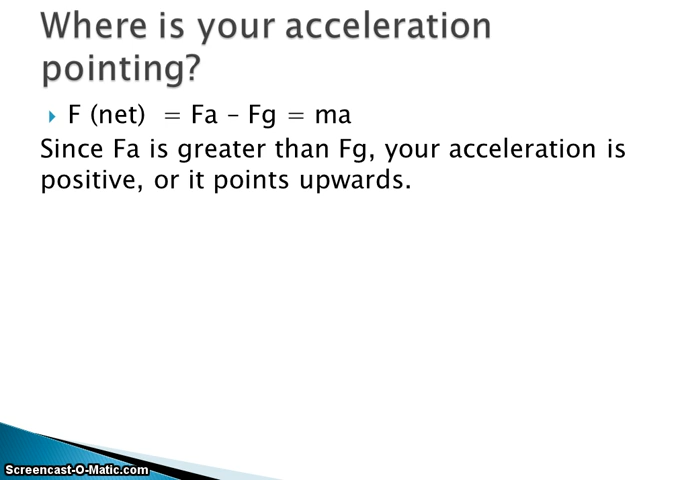 Where is your acceleration
pointing?
F (net) = Fa – Fg = ma
Since Fa is greater than Fg, your acceleration is
positive, or it points upwards.
Screencast-O-Matic.com